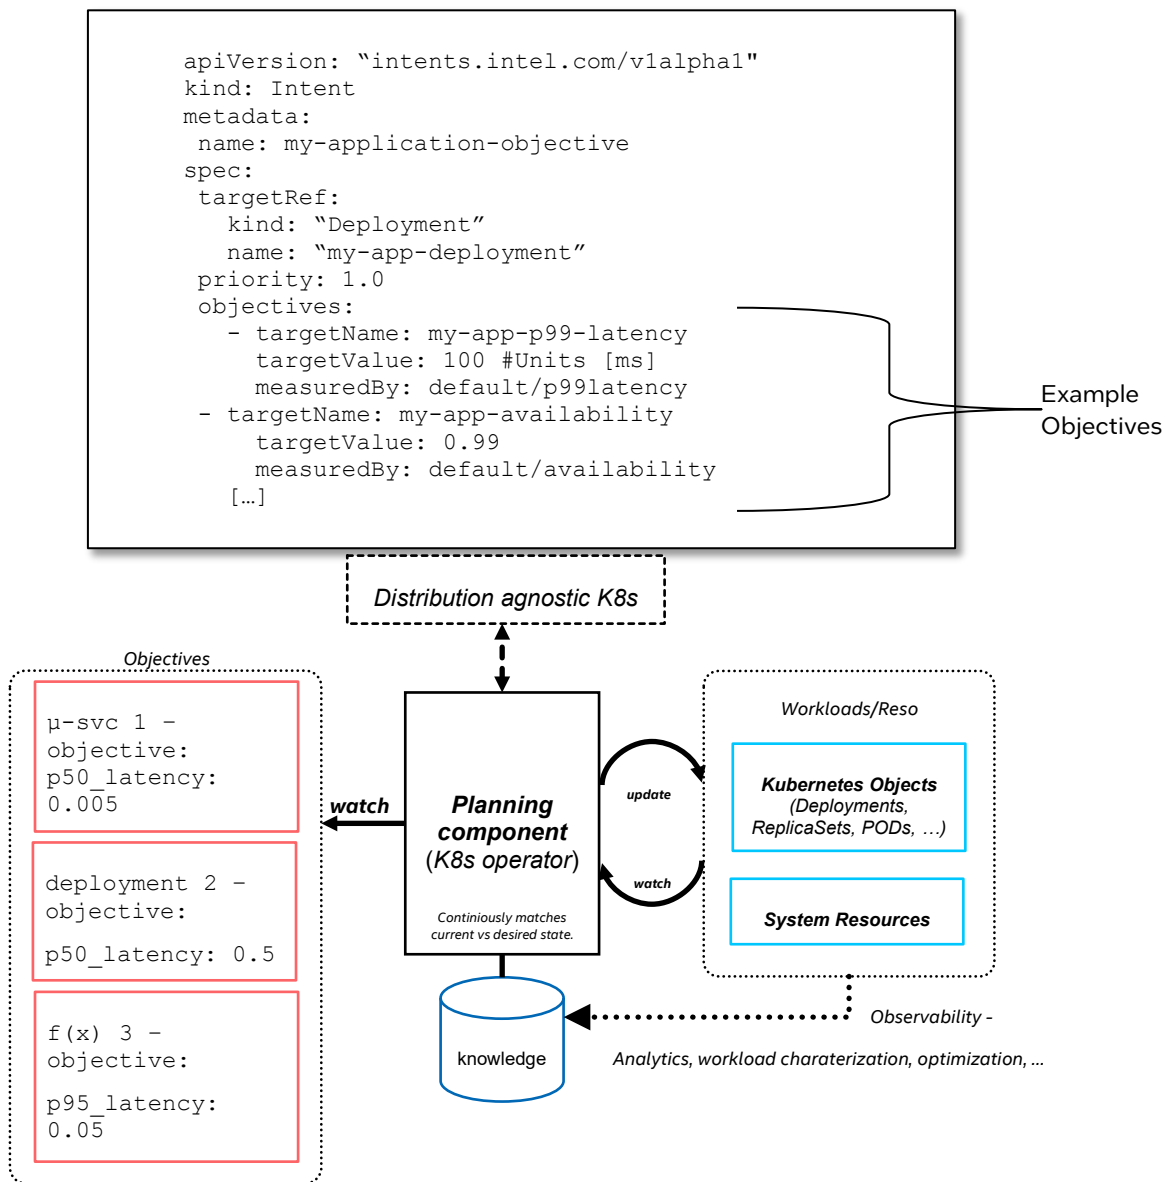 apiVersion: “intents.intel.com/v1alpha1"
kind: Intent
metadata:
name: my-application-objective
spec:
targetRef:
kind: “Deployment”
name: “my-app-deployment”
priority: 1.0
objectives:
- targetName: my-app-p99-latency
targetValue: 100 #Units [ms]
measuredBy: default/p99latency
- targetName: my-app-availability
targetValue: 0.99
measuredBy: default/availability
[…]
Example
Objectives
Distribution agnostic K8s
Objectives
μ-svc 1 –
objective:
p50_latency:
0.005
deployment 2 –
objective:
p50_latency: 0.5
f(x) 3 –
objective:
p95_latency:
0.05
watch
Planning
component
(K8s operator)
Continiously matches
current vs desired state.
update
watch
Workloads/Reso
Kubernetes Objects
(Deployments,
ReplicaSets, PODs, …)
System Resources
knowledge
Observability -
Analytics, workload charaterization, optimization, …